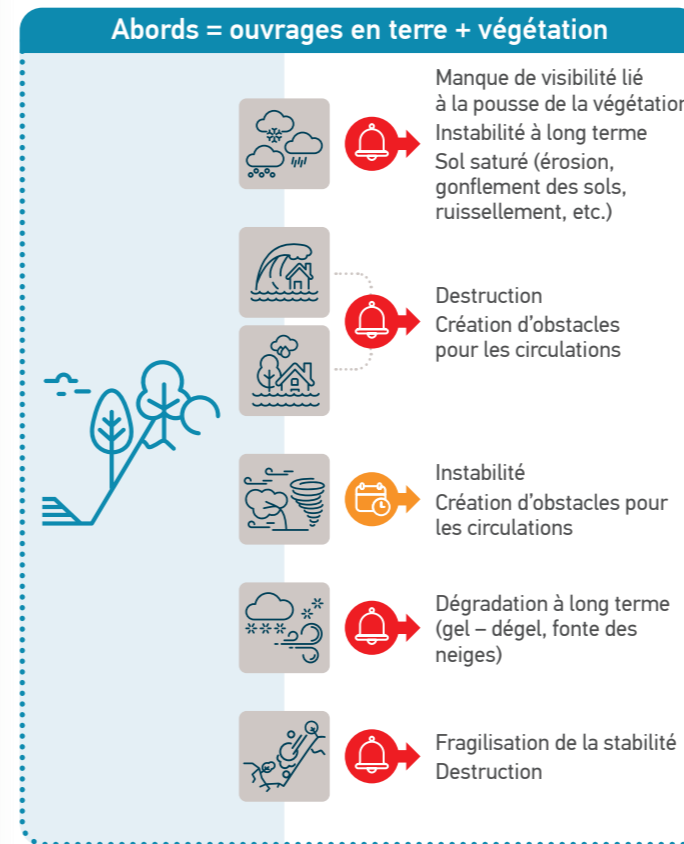 Abords = ouvrages en terre + végétation
Manque de visibilité lié
à la pousse de la végétation
Instabilité à long terme
Sol saturé (érosion,
gonflement des sols,
ruissellement, etc.)
Destruction
Création d’obstacles
pour les circulations
Instabilité
Création d’obstacles pour
les circulations
Dégradation à long terme
(gel – dégel, fonte des
neiges)
Fragilisation de la stabilité
Destruction